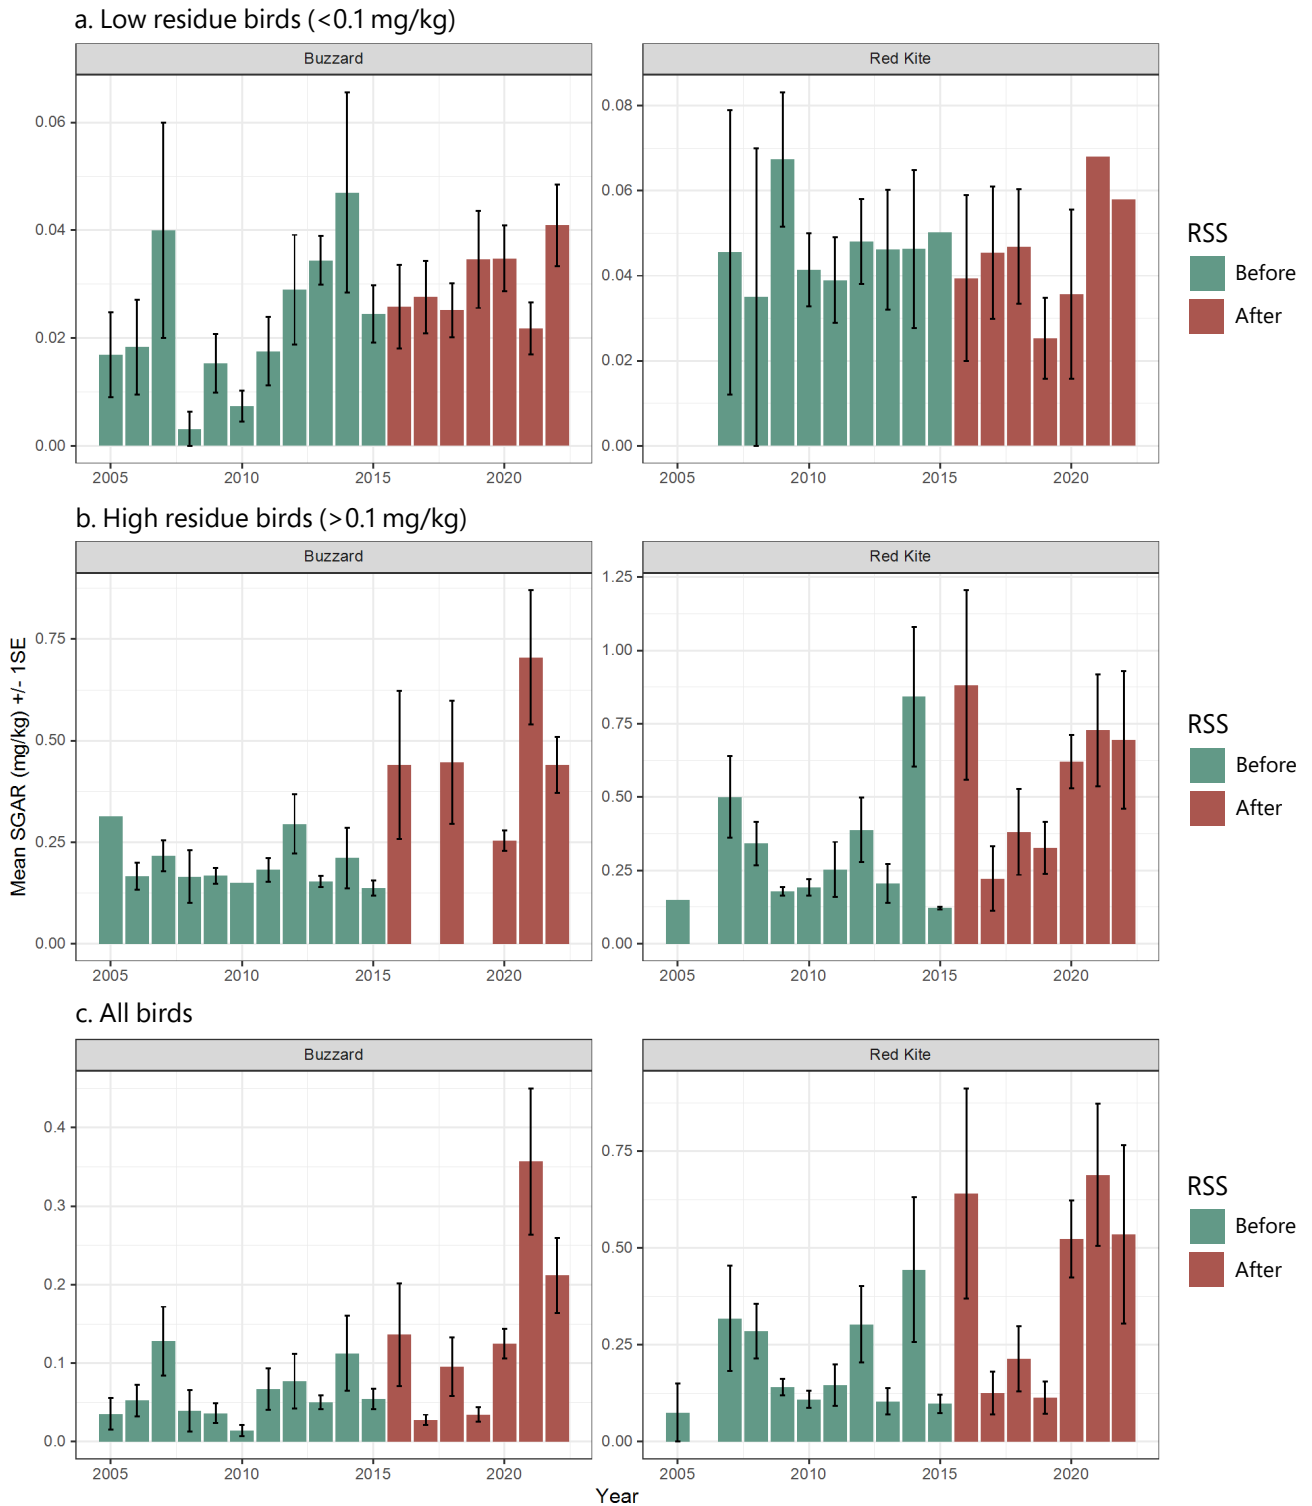 a. Low residue birds (<0.1 mg/kg)
Buzzard
Red Kite
0.06
0.04
0.02
0.00
0.08
0.06
0.04
0.02
0.00
2005 2010 2015 2020
2005 2010 2015 2020
RSS
Before
After
b. High residue birds (>0.1 mg/kg)
Buzzard
Red Kite
Mean SGAR (mg/kg) +/- 1SE
0.75
0.50
0.25
0.00
1.25
1.00
0.75
0.50
0.25
0.00
2005 2010 2015 2020
2005 2010 2015 2020
RSS
Before
After
c. All birds
Buzzard
Red Kite
0.4
0.3
0.2
0.1
0.0
0.75
0.50
0.25
0.00
2005 2010 2015 2020
2005 2010 2015 2020
RSS
Before
After
Year